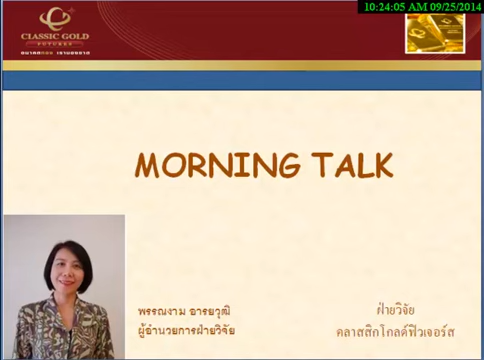 10:24:05 AM 09/25/2014
CLASSIC GOLD
FUTURES
MORNING TALK
พรรณงาม อารยวุฒิ
ผู้อำนวยการฝ่ายวิจัย
ฝ่ายวิจัย
คลาสสิกโกลด์ฟิวเจอร์ส